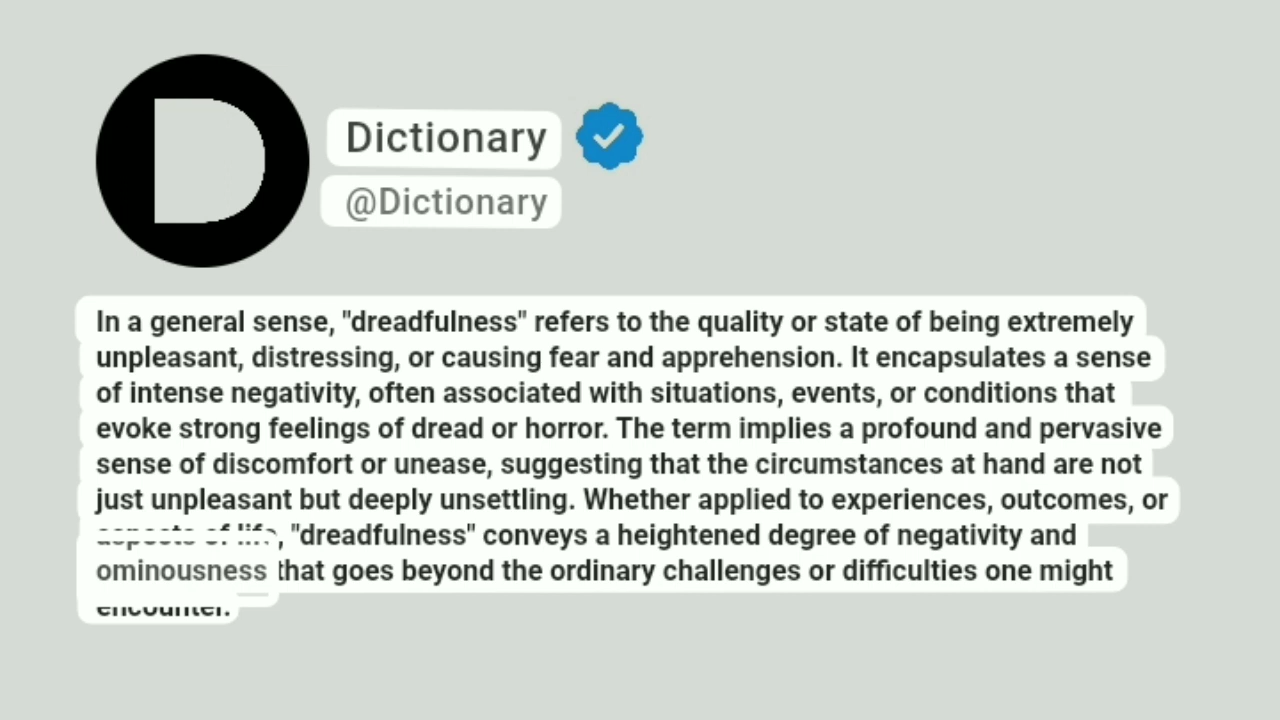 D
Dictionary
@Dictionary
In a general sense, "dreadfulness" refers to the quality or state of being extremely
unpleasant, distressing, or causing fear and apprehension. It encapsulates a sense
of intense negativity, often associated with situations, events, or conditions that
evoke strong feelings of dread or horror. The term implies a profound and pervasive
sense of discomfort or unease, suggesting that the circumstances at hand are not
just unpleasant but deeply unsettling. Whether applied to experiences, outcomes, or
aspects of life, "dreadfulness" conveys a heightened degree of negativity and
ominousness that goes beyond the ordinary challenges or difficulties one might
encounter.